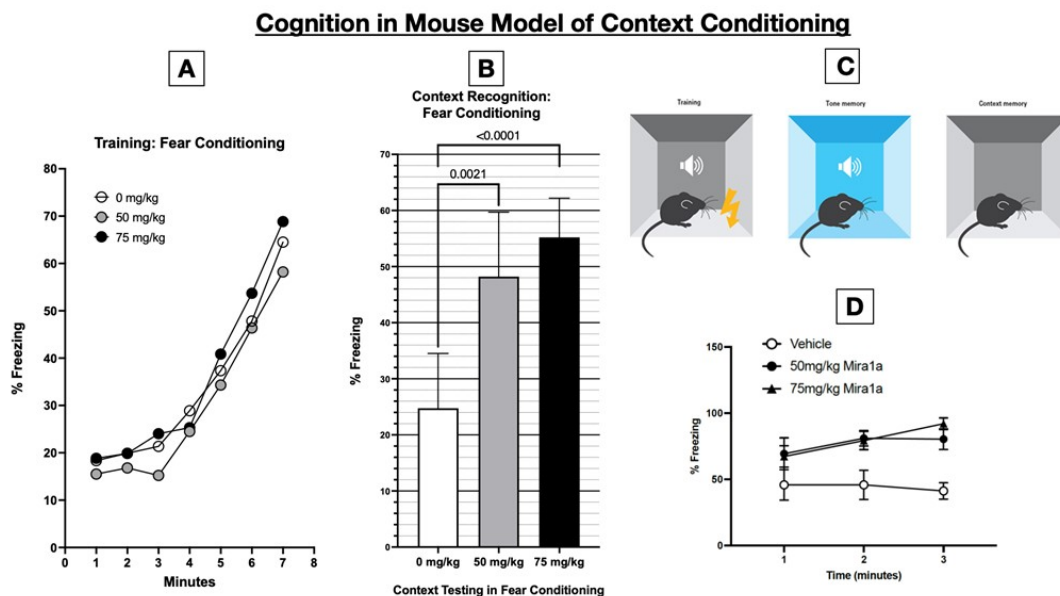 Cognition in Mouse Model of Context Conditioning
A
Training: Fear Conditioning
0 mg/kg
50 mg/kg
75 mg/kg
% Freezing
80
70
60
50
40
30
20
10
0
0 1 2 3 4 5 6 7 8
Minutes
B
Context Recognition:
Fear Conditioning
<0.0001
0.0021
% Freezing
70
60
50
40
30
20
10
0
0 mg/kg 50 mg/kg 75 mg/kg
Context Testing in Fear Conditioning
C
Training
Tone memory
Context memory
D
Vehicle
50mg/kg Mira1a
75mg/kg Mira1a
% Freezing
150
100
50
0
1 2 3
Time (minutes)